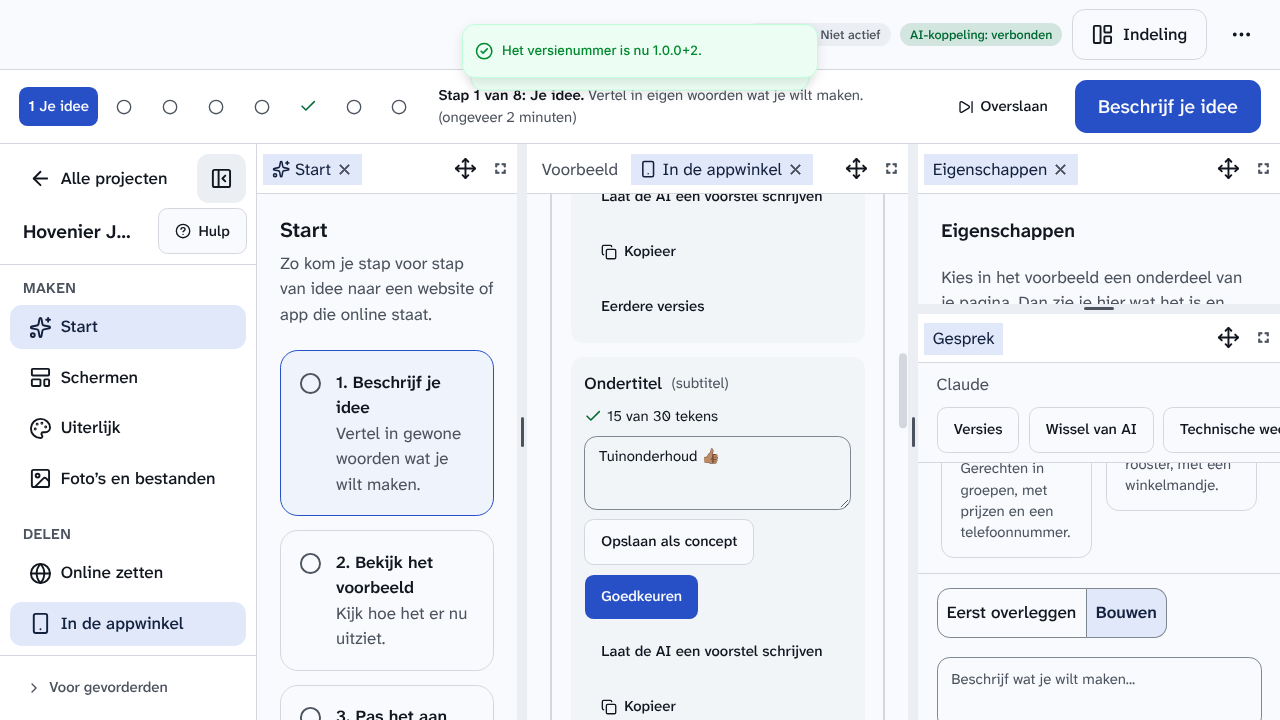 Het versienummer is nu 1.0.0+2.
Niet actief
AI-koppeling: verbonden
Indeling
1 Je idee
Stap 1 van 8: Je idee. Vertel in eigen woorden wat je wilt maken.
(ongeveer 2 minuten)
Overslaan
Beschrijf je idee
Alle projecten
Hovenier J...
Hulp
MAKEN
Start
Schermen
Uiterlijk
Foto's en bestanden
DELEN
Online zetten
In de appwinkel
Voor gevorderden
Start
Start
Zo kom je stap voor stap
van idee naar een website of
app die online staat.
1. Beschrijf je
idee
Vertel in gewone
woorden wat je
wilt maken.
2. Bekijk het
voorbeeld
Kijk hoe het er nu
uitziet.
3. Pas het aan
Voorbeeld
In de appwinkel
Laat de AI een voorstel schrijven
Kopieer
Eerdere versies
Ondertitel (subtitel)
15 van 30 tekens
Tuinonderhoud 👍🏽
Opslaan als concept
Goedkeuren
Laat de AI een voorstel schrijven
Kopieer
Eigenschappen
Eigenschappen
Kies in het voorbeeld een onderdeel van
je pagina. Dan zie je hier wat het is en
Gesprek
Claude
Versies
Wissel van AI
Technische wee
Gerechten in
groepen, met
prijzen en een
telefoonnummer.
rooster, met een
winkelmandje.
Eerst overleggen
Bouwen
Beschrijf wat je wilt maken...